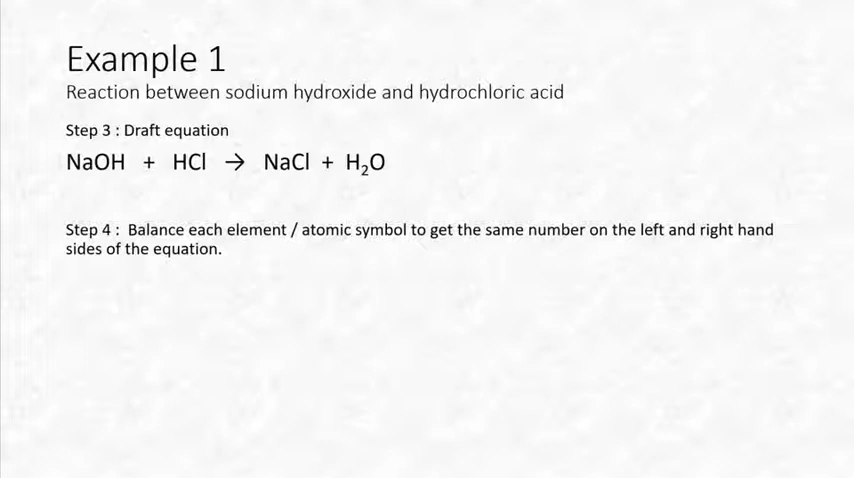 Example 1
Reaction between sodium hydroxide and hydrochloric acid
Step 3 : Draft equation
NaOH + HCl → NaCl + H₂O
Step 4 : Balance each element / atomic symbol to get the same number on the left and right hand
sides of the equation.